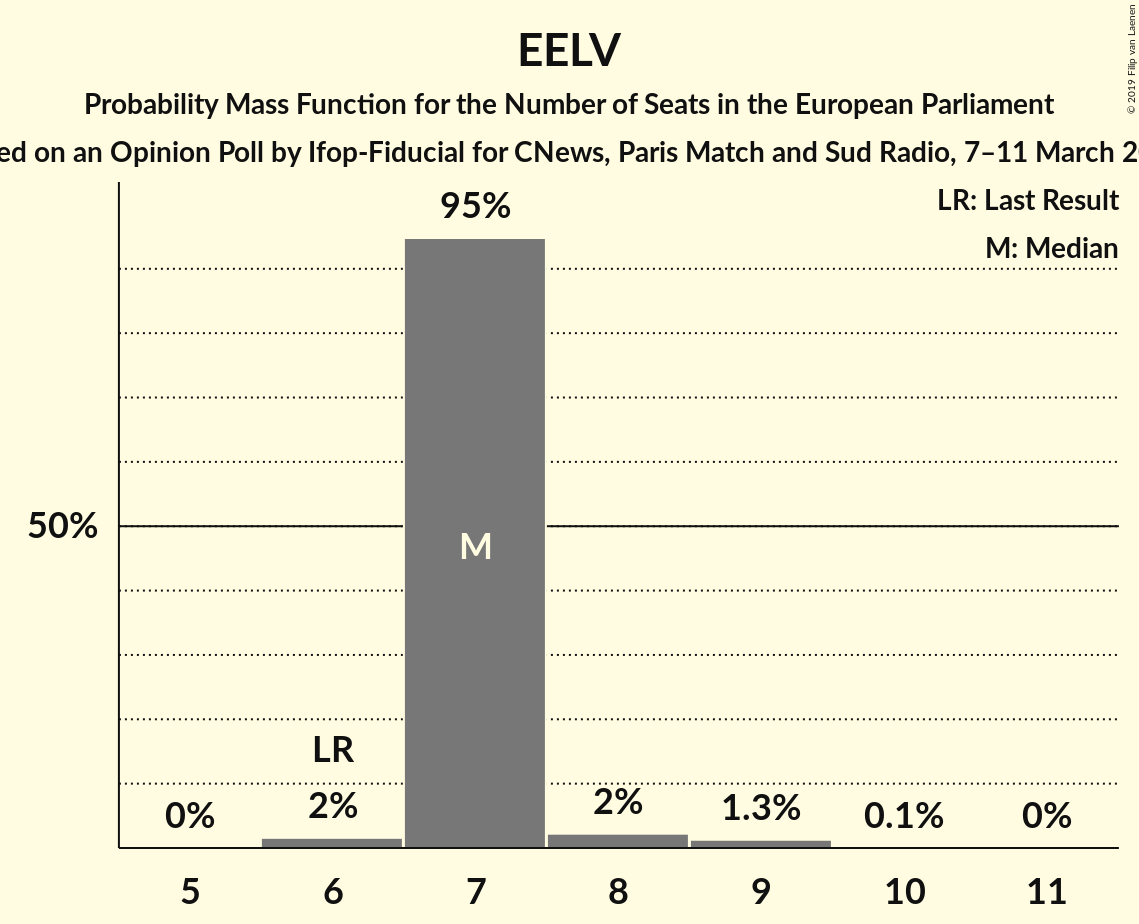 EELV
Probability Mass Function for the Number of Seats in the European Parliament
on an Opinion Poll by Ifop-Fiducial for CNews, Paris Match and Sud Radio, 7–11 March
© 2019 Filip van Laenen
LR: Last Result
M: Median
95%
50%
M
LR
0%
2%
2%
1.3%
0.1%
0%
5
6
7
8
9
10
11